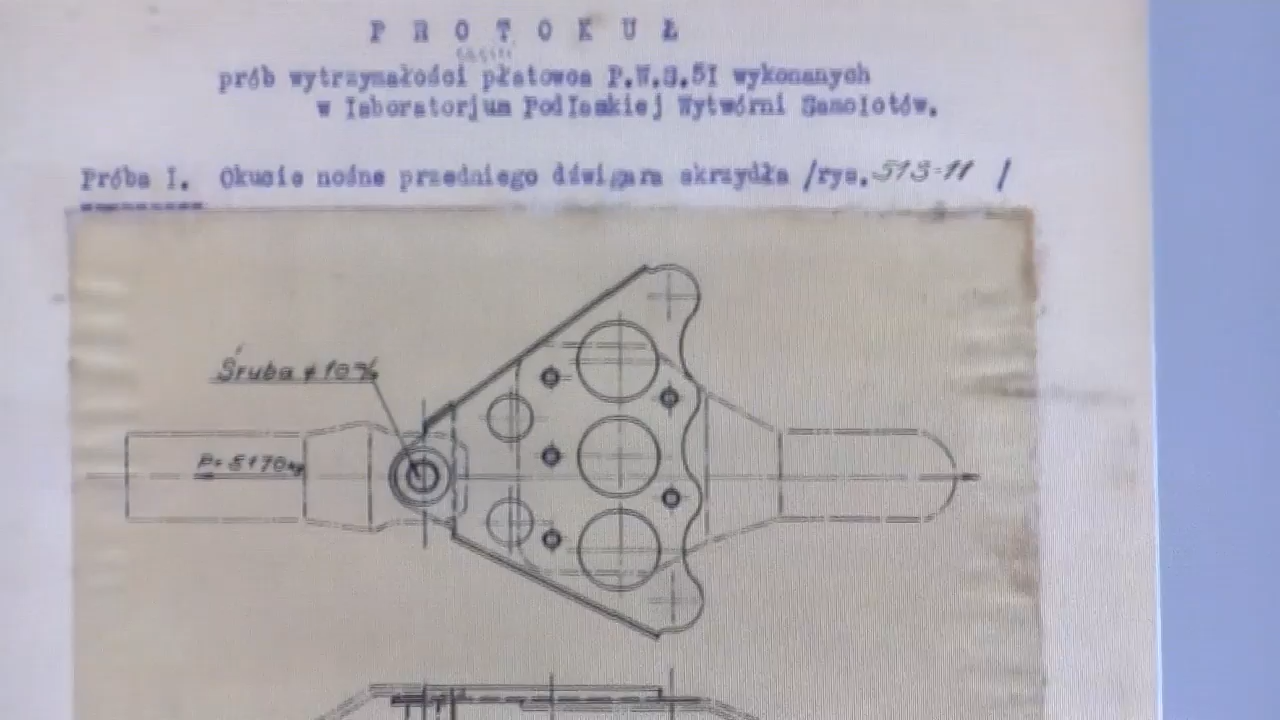 P R O T O K U Ł
prób wytrzymałości płatowca P.W.S.51 wykonanych
w laboratorjum Podlaskiej Wytwórni Samolotów.
Próba I. Okucie nośne przedniego dźwigara skrzydła /rys. 513-11 /
Śruba ø 10
P= 5170 kg